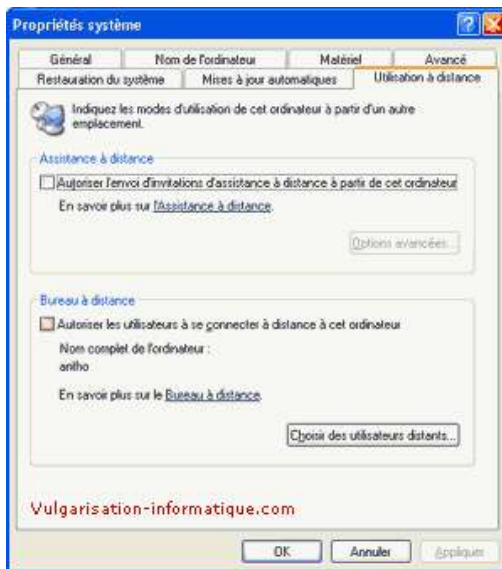 Propriétés système
Général
Nom de l'ordinateur
Matériel
Avancé
Restauration du système
Mises à jour automatiques
Utilisation à distance
Indiquez les modes d'utilisation de cet ordinateur à partir d'un autre
emplacement.
Assistance à distance
Autoriser l'envoi d'invitations d'assistance à distance à partir de cet ordinateur
En savoir plus sur l'Assistance à distance.
Options avancées...
Bureau à distance
Autoriser les utilisateurs à se connecter à distance à cet ordinateur
Nom complet de l'ordinateur :
antho
En savoir plus sur le Bureau à distance.
Choisir des utilisateurs distants...
Vulgarisation-informatique.com
OK
Annuler
Appliquer